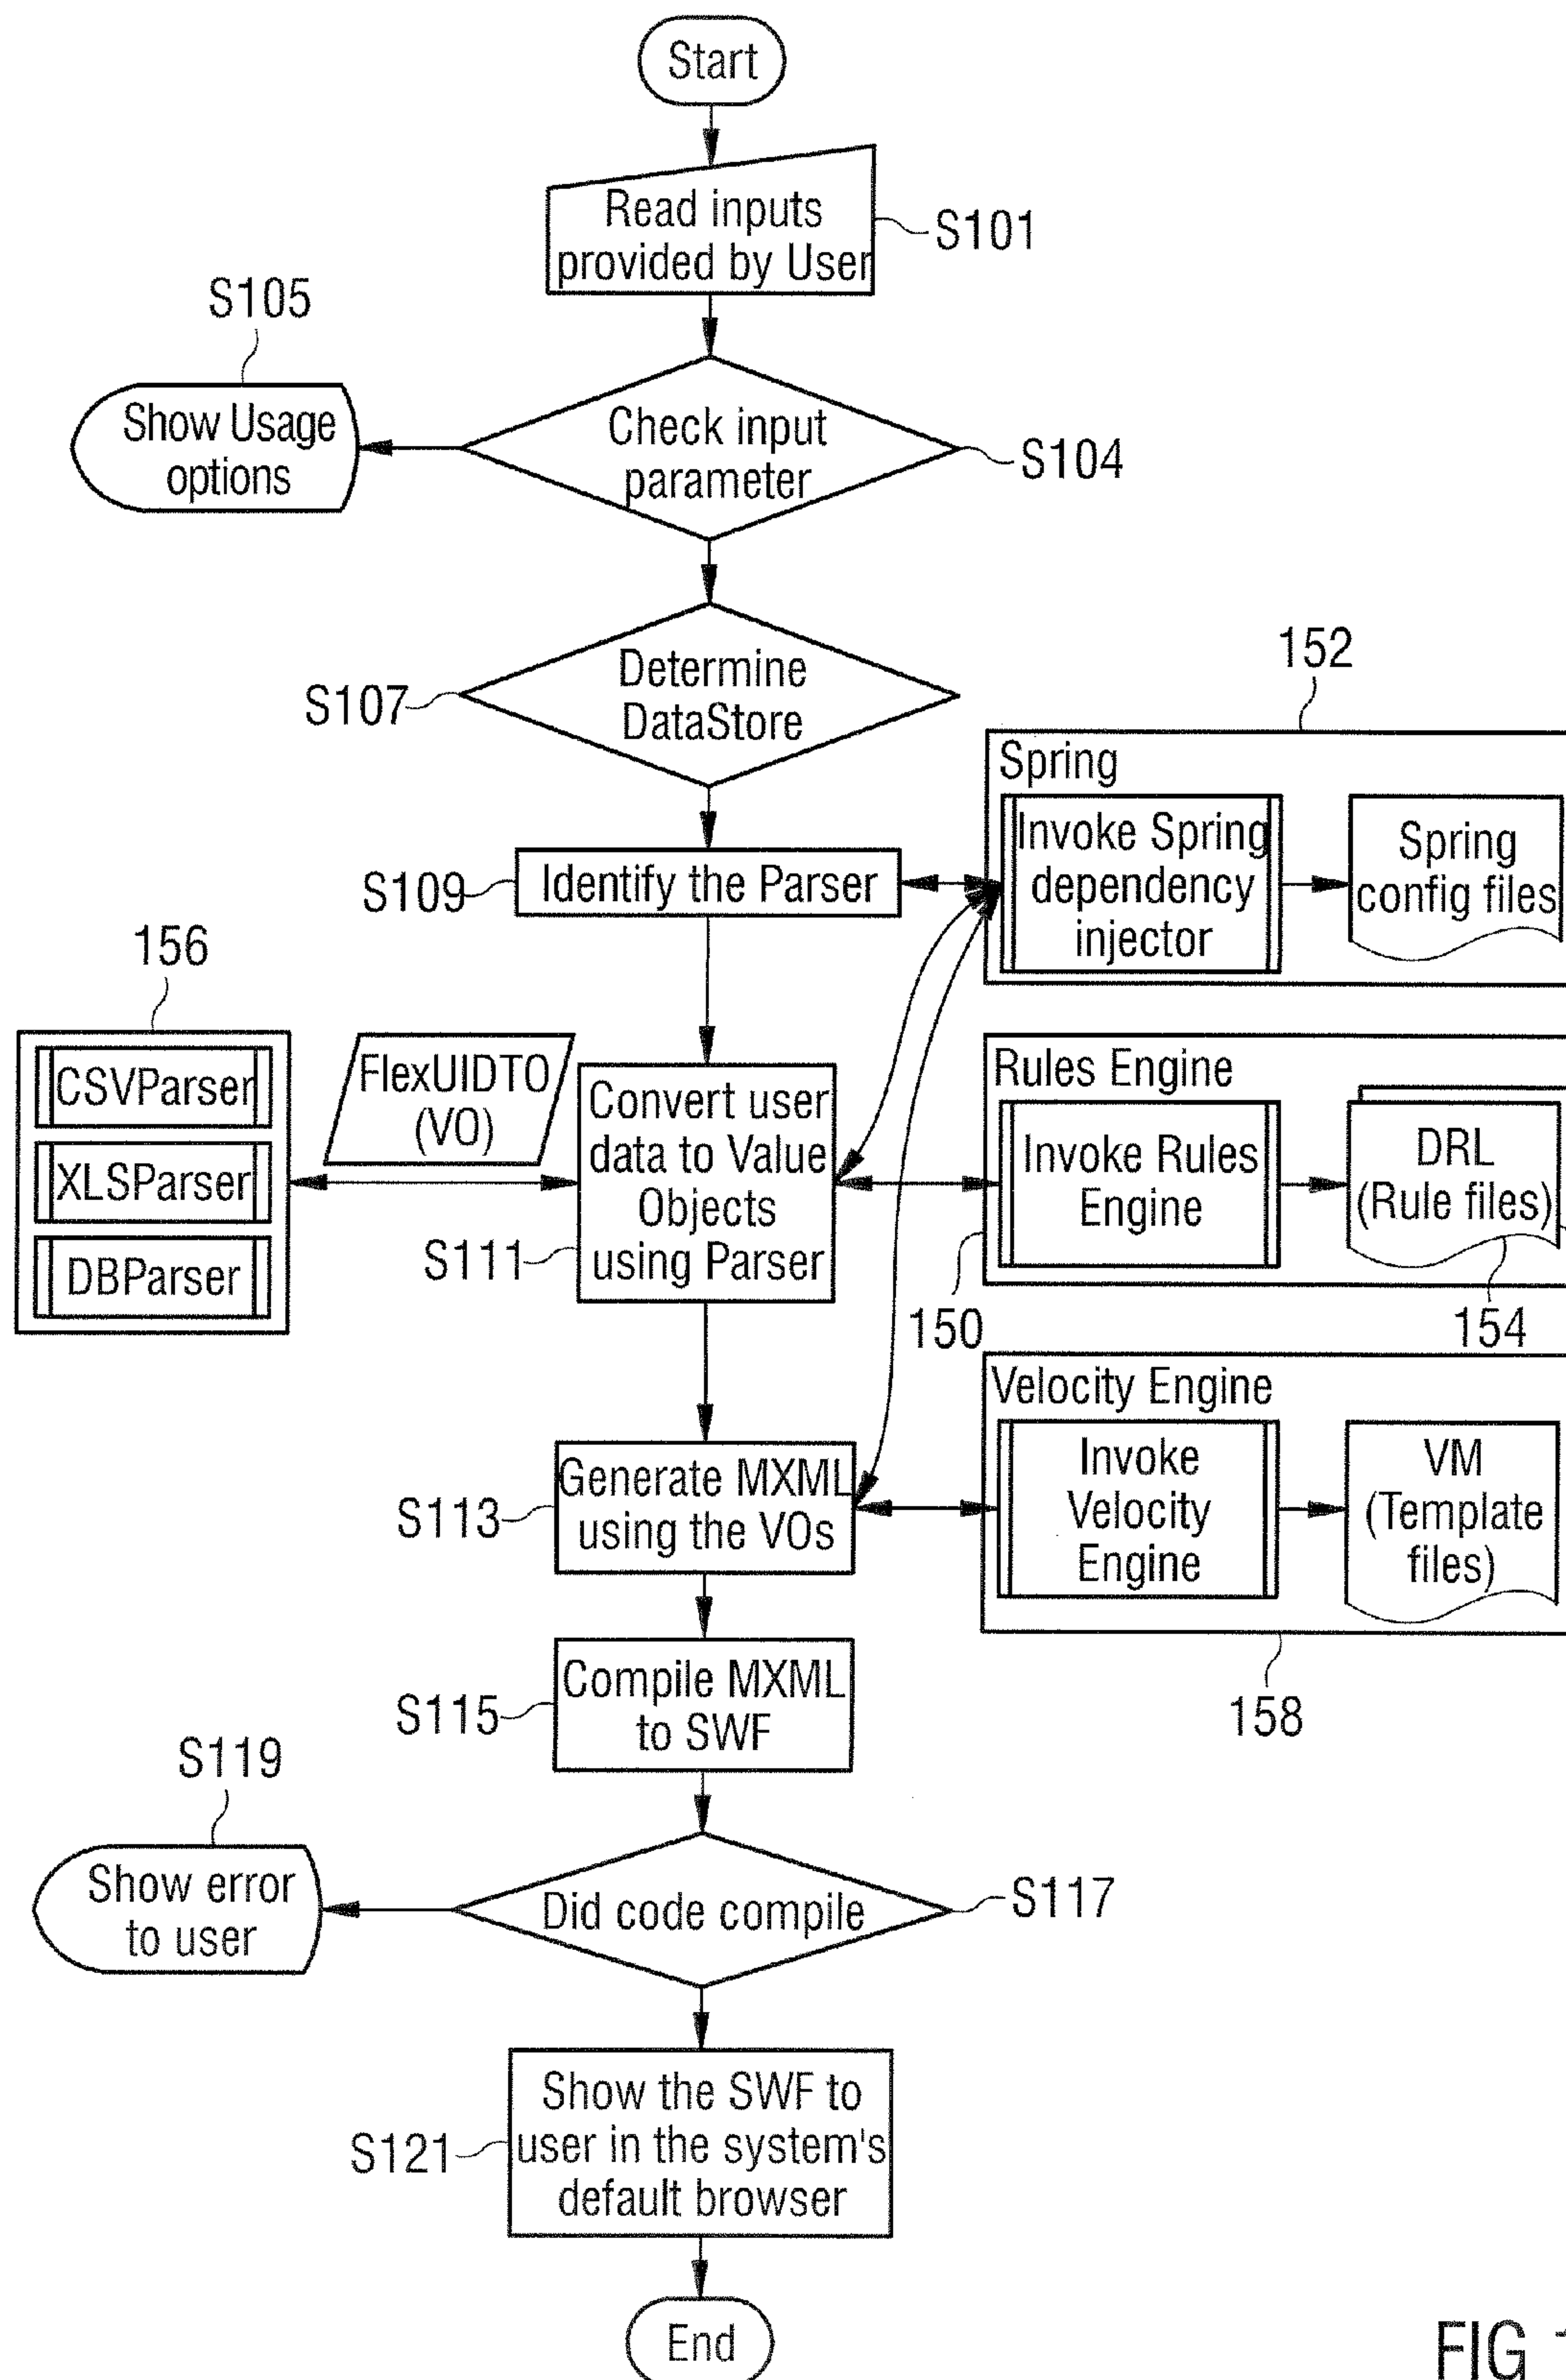 Start
Read inputs
provided by User
S101
S105
Show Usage
options
Check input
parameter
S104
Determine
DataStore
S107
152
Spring
Invoke Spring
dependency
injector
Spring
config files
S109
Identify the Parser
156
CSVParser
XLSParser
DBParser
FlexUIDTO
(VO)
Convert user
data to Value
Objects
using Parser
S111
Rules Engine
Invoke Rules
Engine
DRL
(Rule files)
150
154
Velocity Engine
Invoke
Velocity
Engine
VM
(Template
files)
158
Generate MXML
using the VOs
S113
Compile MXML
to SWF
S115
S119
Show error
to user
Did code compile
S117
Show the SWF to
user in the system's
default browser
S121
End
FIG